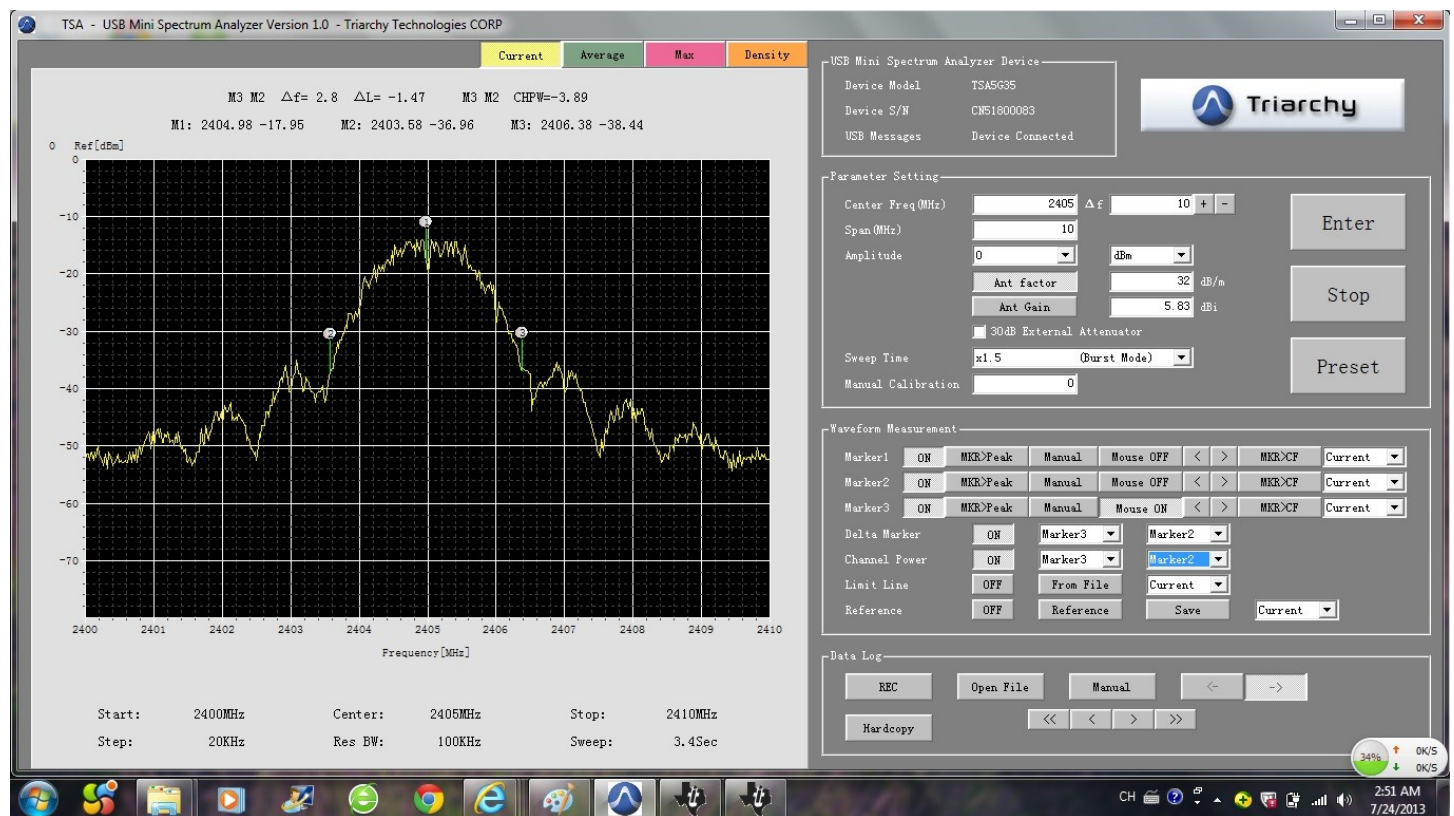 TSA - USB Mini Spectrum Analyzer Version 1.0 - Triarchy Technologies CORP
Current Average Max Density
M3 M2 △f= 2.8 △L= -1.47 M3 M2 CHPW=-3.89
M1: 2404.98 -17.95 M2: 2403.58 -36.96 M3: 2406.38 -38.44
0 Ref[dBm]
0
-10
-20
-30
-40
-50
-60
-70
1
2
3
2400 2401 2402 2403 2404 2405 2406 2407 2408 2409 2410
Frequency[MHz]
Start: 2400MHz Center: 2405MHz Stop: 2410MHz
Step: 20KHz Res BW: 100KHz Sweep: 3.4Sec
USB Mini Spectrum Analyzer Device
Device Model TSA5G35
Device S/N CN51800083
USB Messages Device Connected
Triarchy
Parameter Setting
Center Freq(MHz) 2405 △f 10 + -
Span(MHz) 10
Amplitude 0 dBm
Ant factor 32 dB/m
Ant Gain 5.83 dBi
30dB External Attenuator
Sweep Time x1.5 (Burst Mode)
Manual Calibration 0
Enter
Stop
Preset
Waveform Measurement
Marker1 ON MKR>Peak Manual Mouse OFF < > MKR>CF Current
Marker2 ON MKR>Peak Manual Mouse OFF < > MKR>CF Current
Marker3 ON MKR>Peak Manual Mouse ON < > MKR>CF Current
Delta Marker ON Marker3 Marker2
Channel Power ON Marker3 Marker2
Limit Line OFF From File Current
Reference OFF Reference Save Current
Data Log
REC Open File Manual <- ->
Hardcopy << < > >>
34% 0K/S
0K/S
CH 2:51 AM
7/24/2013